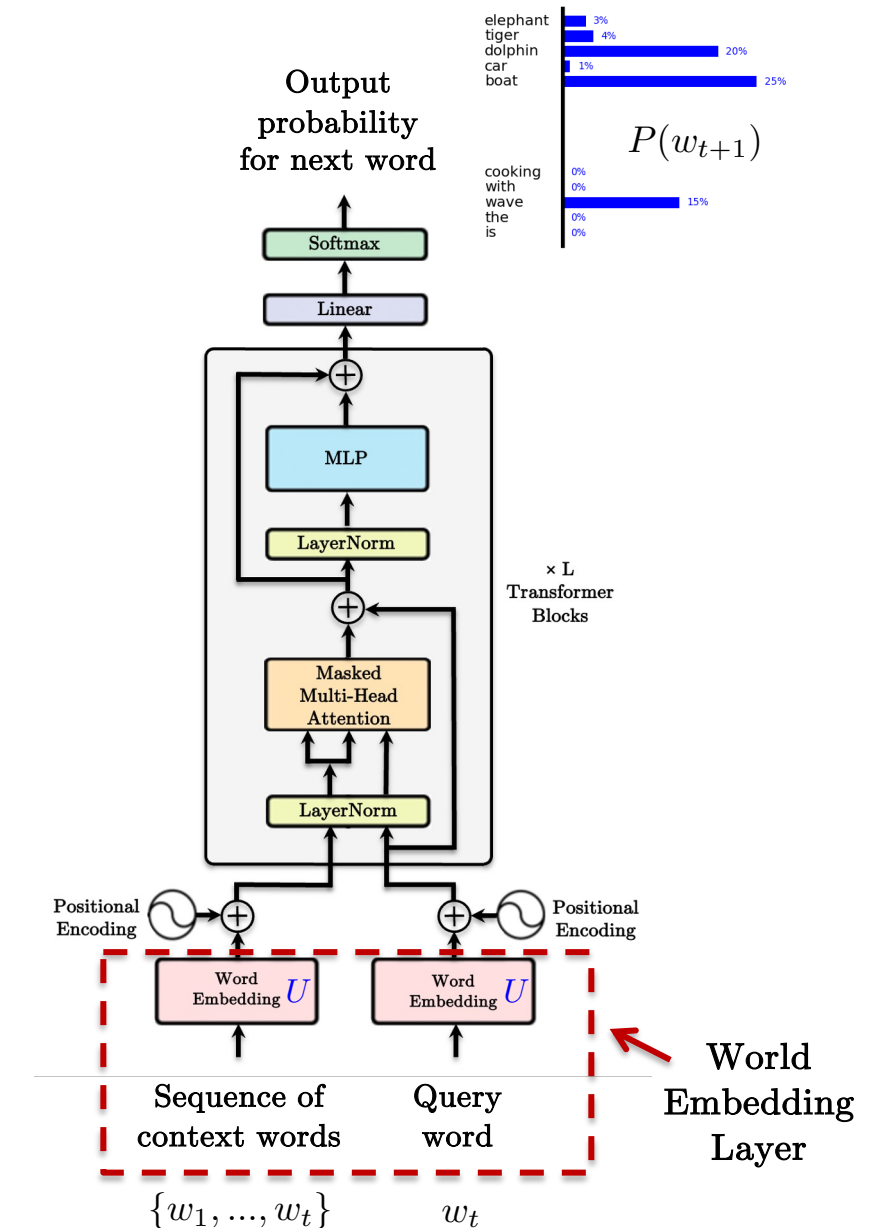 elephant 3%
tiger 4%
dolphin 20%
car 1%
boat 25%
P(w_{t+1})
cooking 0%
with 0%
wave 15%
the 0%
is 0%
Output
probability
for next word
Softmax
Linear
MLP
LayerNorm
× L
Transformer
Blocks
Masked
Multi-Head
Attention
LayerNorm
Positional
Encoding
Positional
Encoding
Word
Embedding U
Word
Embedding U
World
Embedding
Layer
Sequence of
context words
Query
word
{w_1, ..., w_t}
w_t